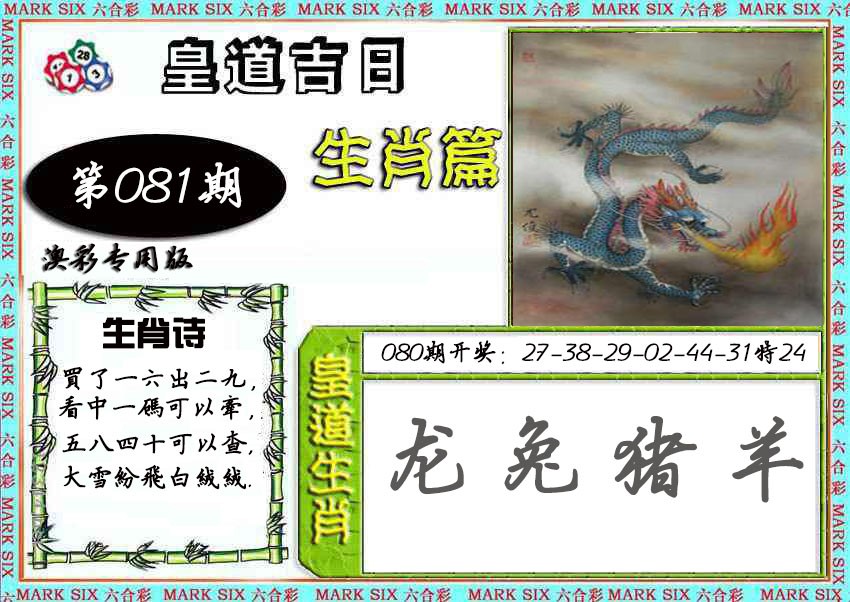 MARK SIX 六合彩 MARK SIX 六合彩 MARK SIX 六合彩 MARK SIX 六合彩 MARK SIX 六合彩 MARK SIX 六合彩
28
1
3
皇道吉日
生肖篇
第081期
澳彩专用版
生肖诗
買了一六出二九,
看中一碼可以牽,
五八四十可以查,
大雪紛飛白絨絨.
080期开奖:27-38-29-02-44-31特24
皇道生肖
龙 兔 猪 羊
MARK SIX 六合彩 MARK SIX 六合彩 MARK SIX 六合彩 MARK SIX 六合彩 MARK SIX 六合彩 MARK SIX 六合彩